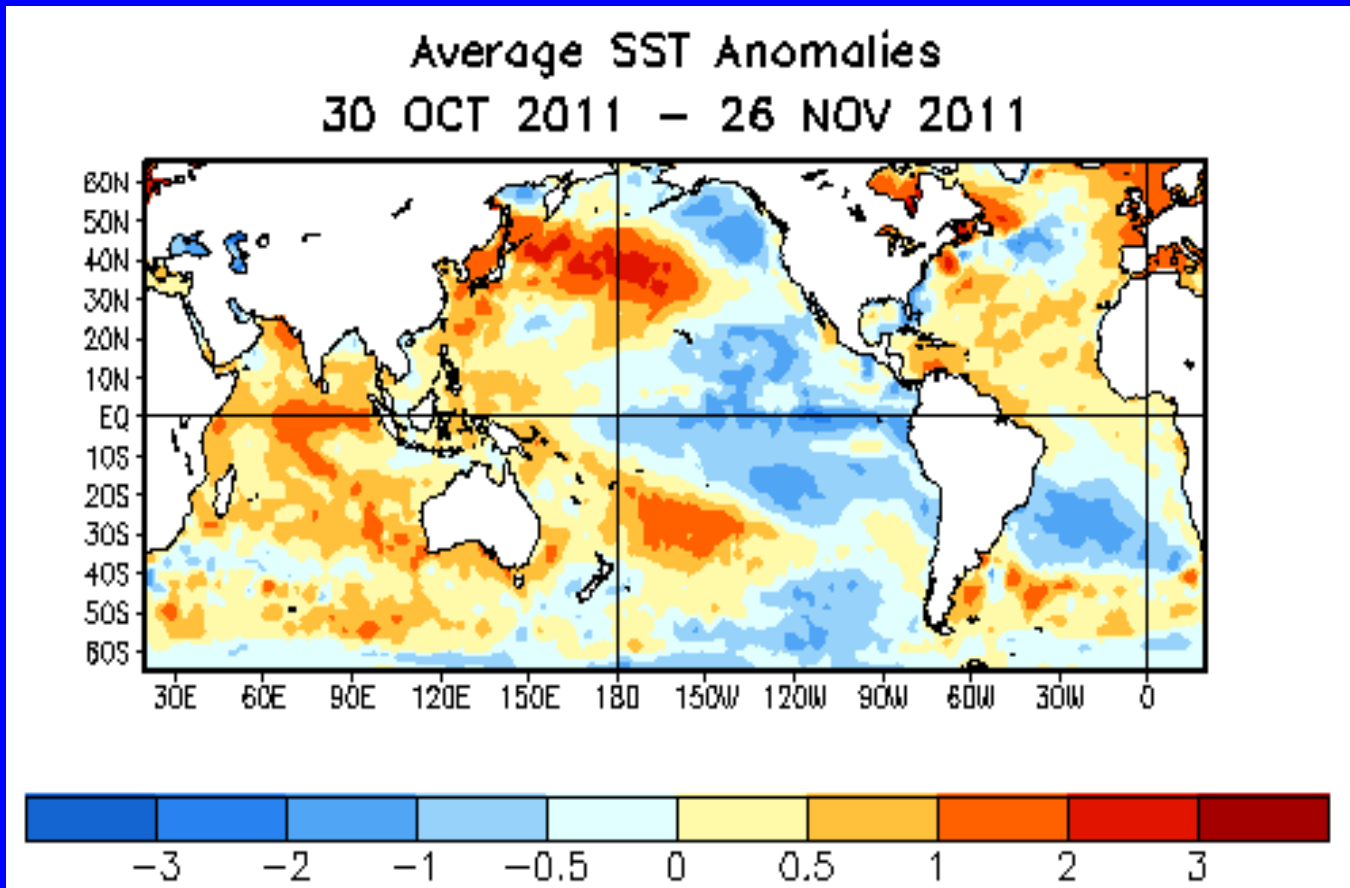 Average SST Anomalies
30 OCT 2011 – 26 NOV 2011
60N
50N
40N
30N
20N
10N
EQ
10S
20S
30S
40S
50S
60S
30E 60E 90E 120E 150E 180 150W 120W 90W 60W 30W 0
−3 −2 −1 −0.5 0 0.5 1 2 3